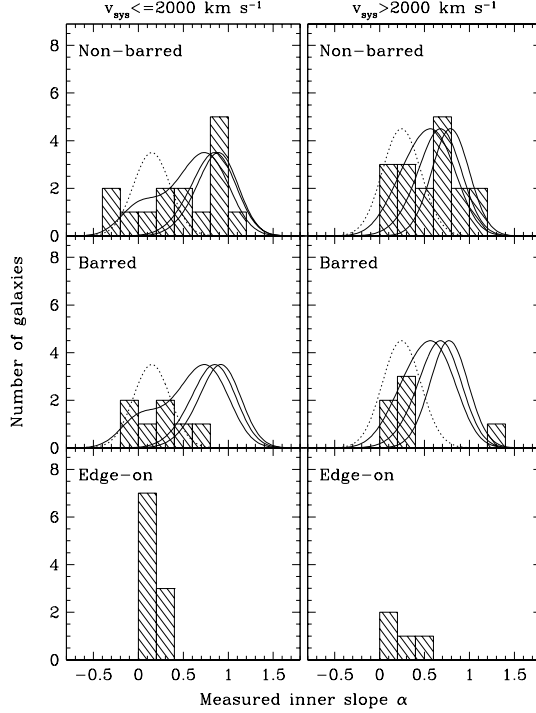 v_sys<=2000 km s⁻¹
v_sys>2000 km s⁻¹
Non-barred
Non-barred
8
6
4
2
0
Barred
Barred
8
6
4
2
0
Edge-on
Edge-on
8
6
4
2
0
Number of galaxies
−0.5 0 0.5 1 1.5
−0.5 0 0.5 1 1.5
Measured inner slope α